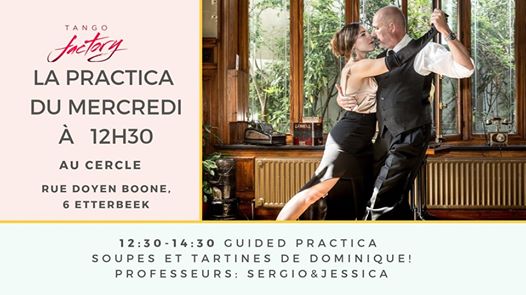 TANGO
factory
LA PRACTICA
DU MERCREDI
À 12H30
AU CERCLE
RUE DOYEN BOONE,
6 ETTERBEEK
12:30-14:30 GUIDED PRACTICA
SOUPES ET TARTINES DE DOMINIQUE!
PROFESSEURS: SERGIO&JESSICA